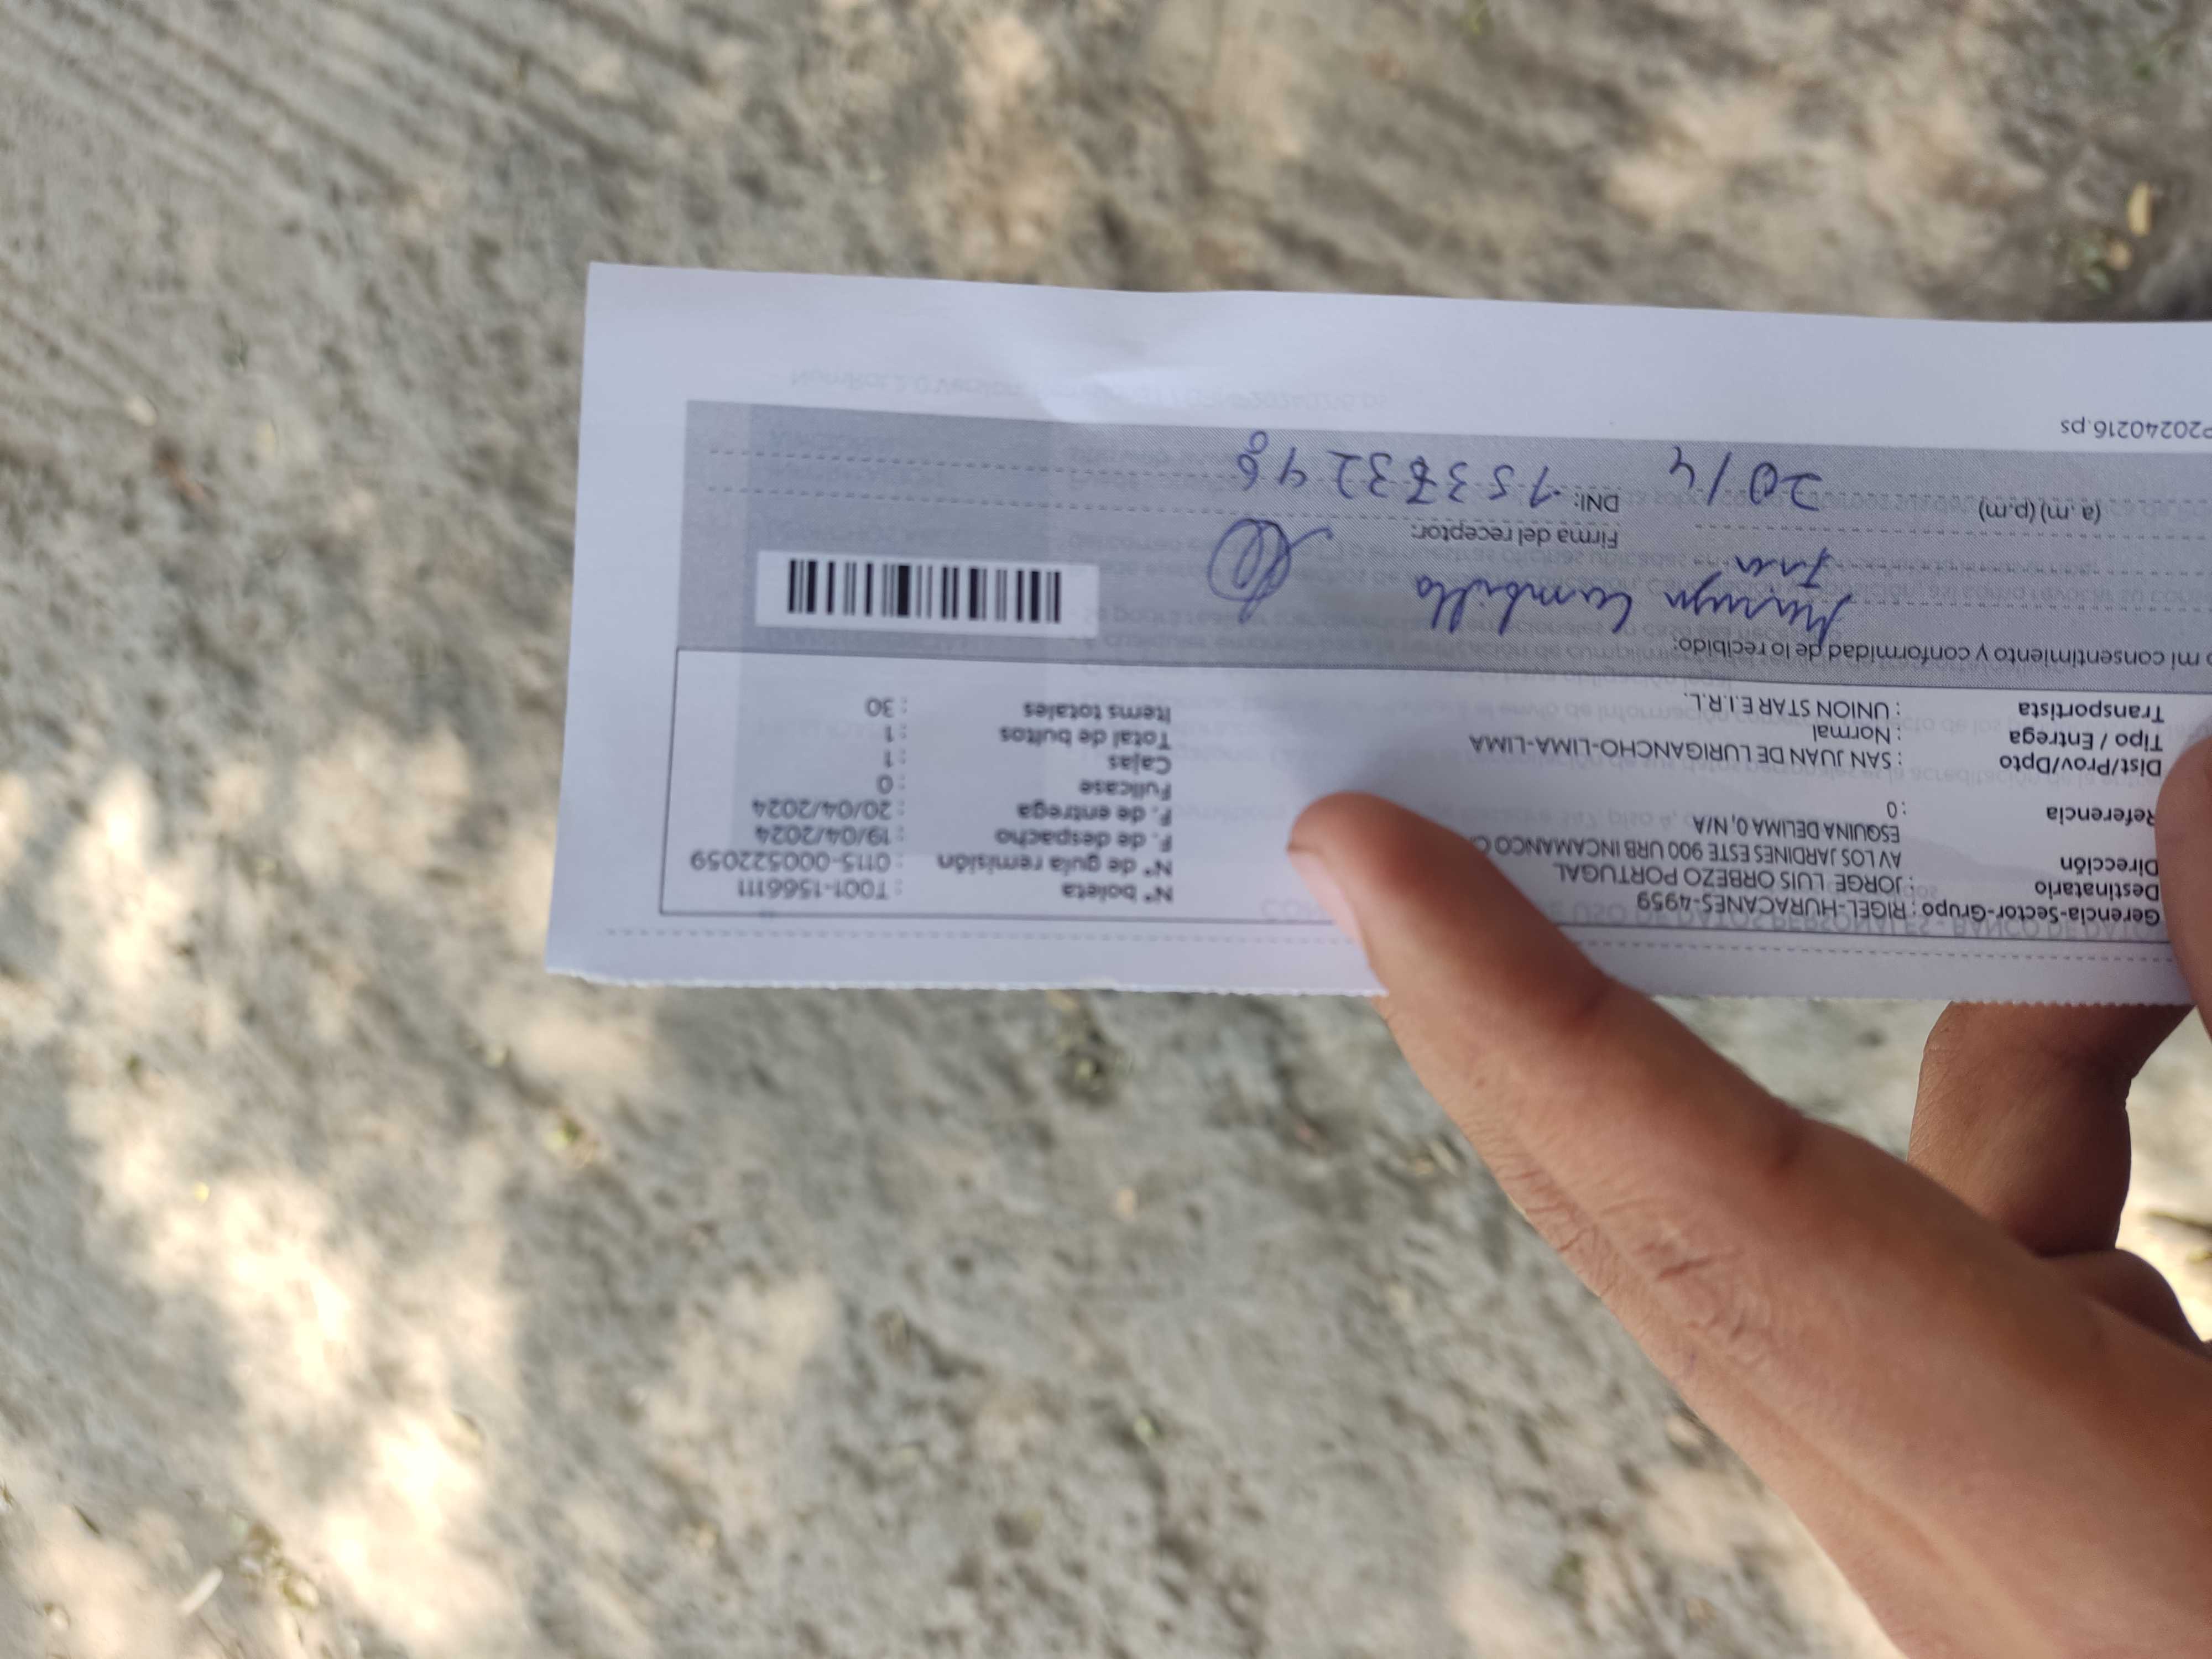 Gerencia-Sector-Grupo : RIGEL-HURACANES-4959
Destinatario : JORGE LUIS ORBEZO PORTUGAL
Dirección AV LOS JARDINES ESTE 900 URB INCAMANCO C
ESQUINA DELIMA 0, N/A
Referencia : 0
Dist/Prov/Dpto : SAN JUAN DE LURIGANCHO-LIMA-LIMA
Tipo / Entrega : Normal
Transportista : UNION STAR E.I.R.L.
N° boleta : T001-1566111
N° de guía remisión : 0115-000522059
F. de despacho : 19/04/2024
F. de entrega : 20/04/2024
Fullcase : 0
Cajas : 1
Total de bultos : 1
Items totales : 30
o mi consentimiento y conformidad de lo recibido:
Firma del receptor:
(a. m) (p.m) 20/4
DNI:
P20240216.ps